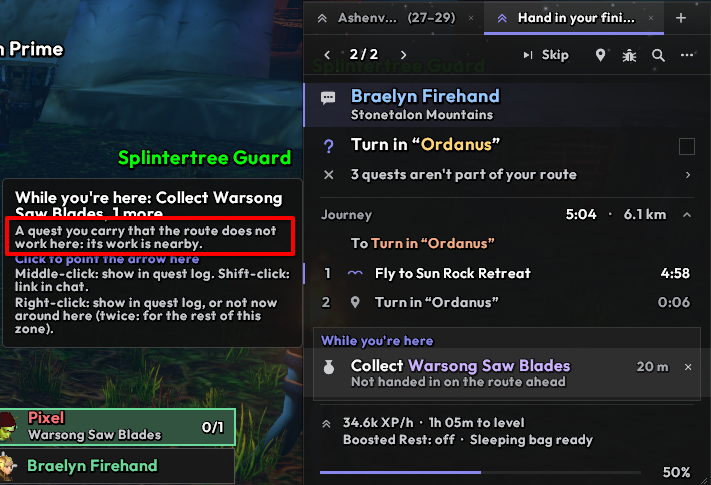 n Prime
Splintertree Guard
While you're here: Collect Warsong
Saw Blades, 1 more
A quest you carry that the route does not
work here: its work is nearby.
Click to point the arrow here
Middle-click: show in quest log. Shift-click:
link in chat.
Right-click: show in quest log, or not now
around here (twice: for the rest of this
zone).
Pixel
Warsong Saw Blades
0/1
Braelyn Firehand
Ashenv... (27–29) ×
Hand in your fini... ×
+
< 2 / 2 >
Skip
...
Splintertree Guard
Braelyn Firehand
Stonetalon Mountains
? Turn in “Ordanus”
× 3 quests aren't part of your route >
Journey 5:04 · 6.1 km
To Turn in “Ordanus”
1 Fly to Sun Rock Retreat 4:58
2 Turn in “Ordanus” 0:06
While you're here
Collect Warsong Saw Blades 20 m ×
Not handed in on the route ahead
34.6k XP/h · 1h 05m to level
Boosted Rest: off · Sleeping bag ready
50%